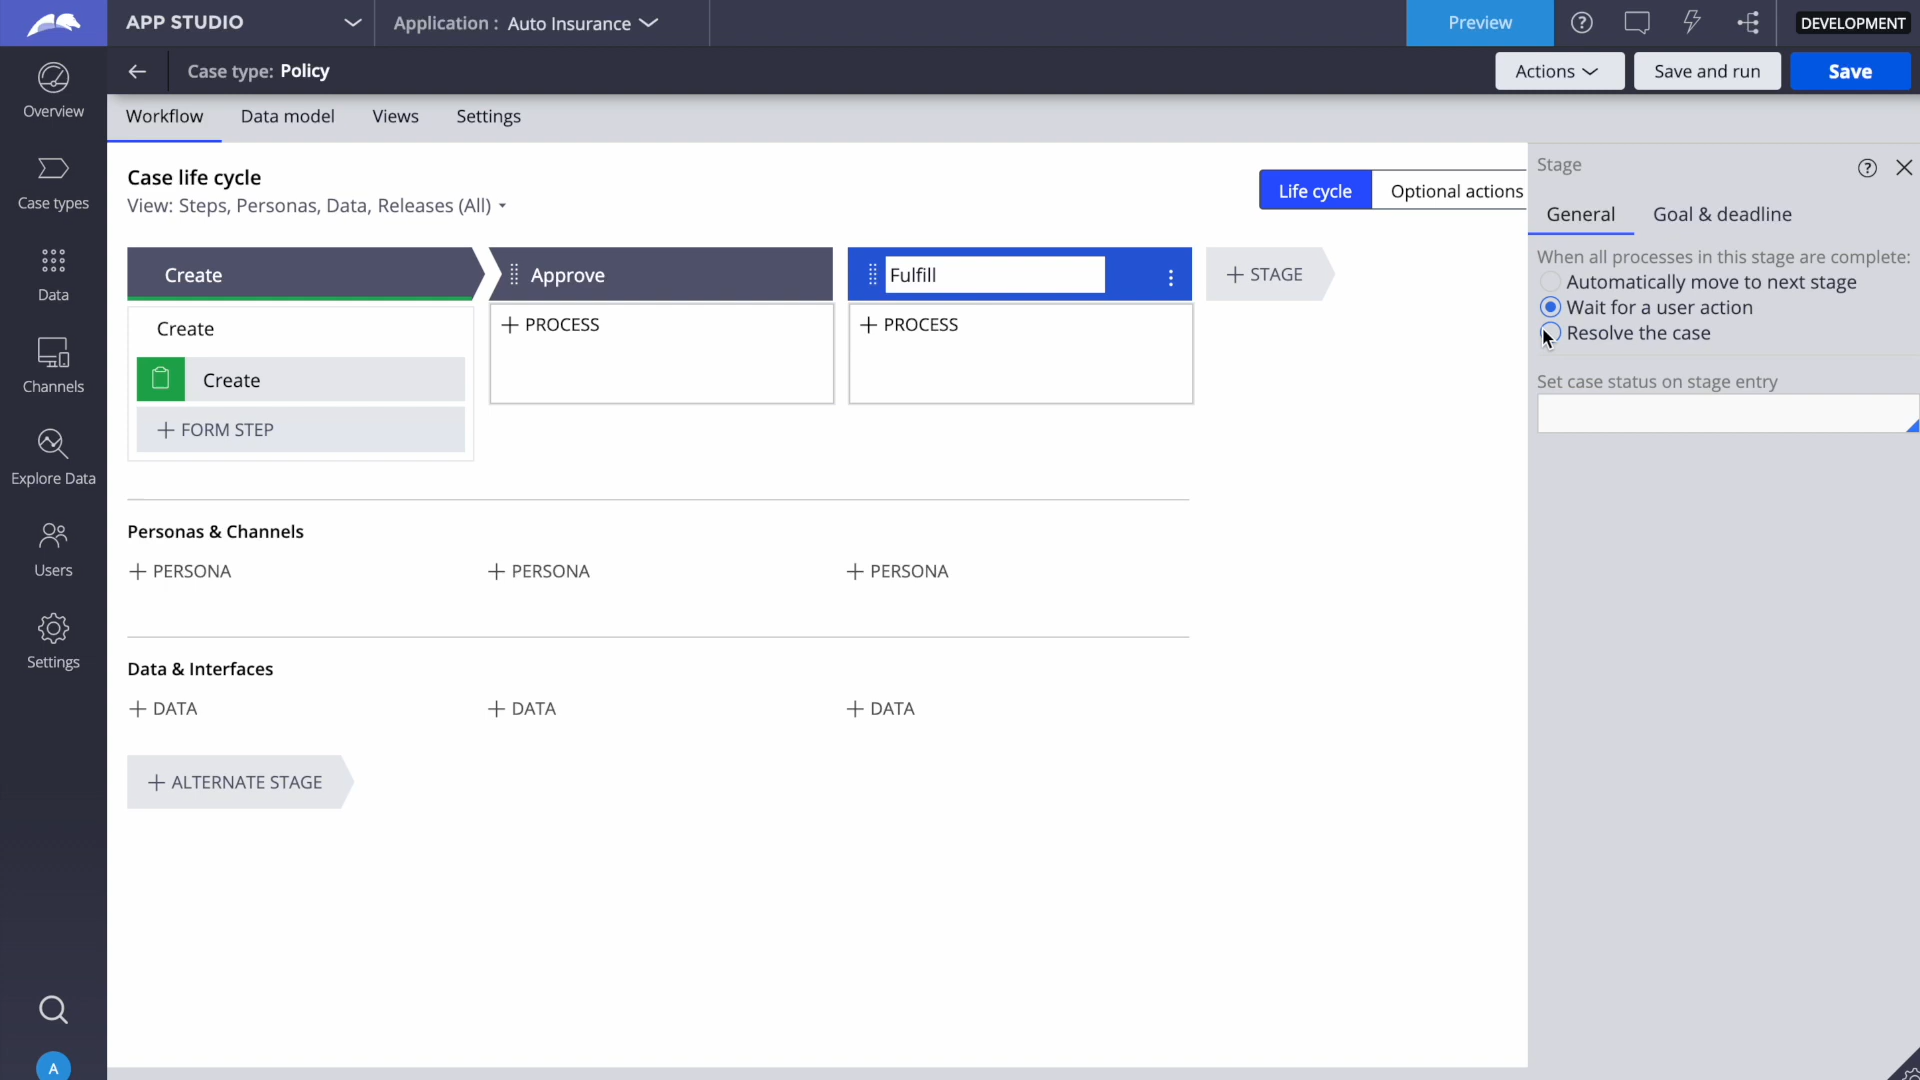 APP STUDIO
Application : Auto Insurance
Preview
DEVELOPMENT
Case type: Policy
Actions
Save and run
Save
Overview
Case types
Data
Channels
Explore Data
Users
Settings
A
Workflow
Data model
Views
Settings
Case life cycle
View: Steps, Personas, Data, Releases (All)
Life cycle
Optional actions
Create
Approve
Fulfill
+ STAGE
Create
Create
+ FORM STEP
+ PROCESS
+ PROCESS
Personas & Channels
+ PERSONA
+ PERSONA
+ PERSONA
Data & Interfaces
+ DATA
+ DATA
+ DATA
+ ALTERNATE STAGE
Stage
General
Goal & deadline
When all processes in this stage are complete:
Automatically move to next stage
Wait for a user action
Resolve the case
Set case status on stage entry